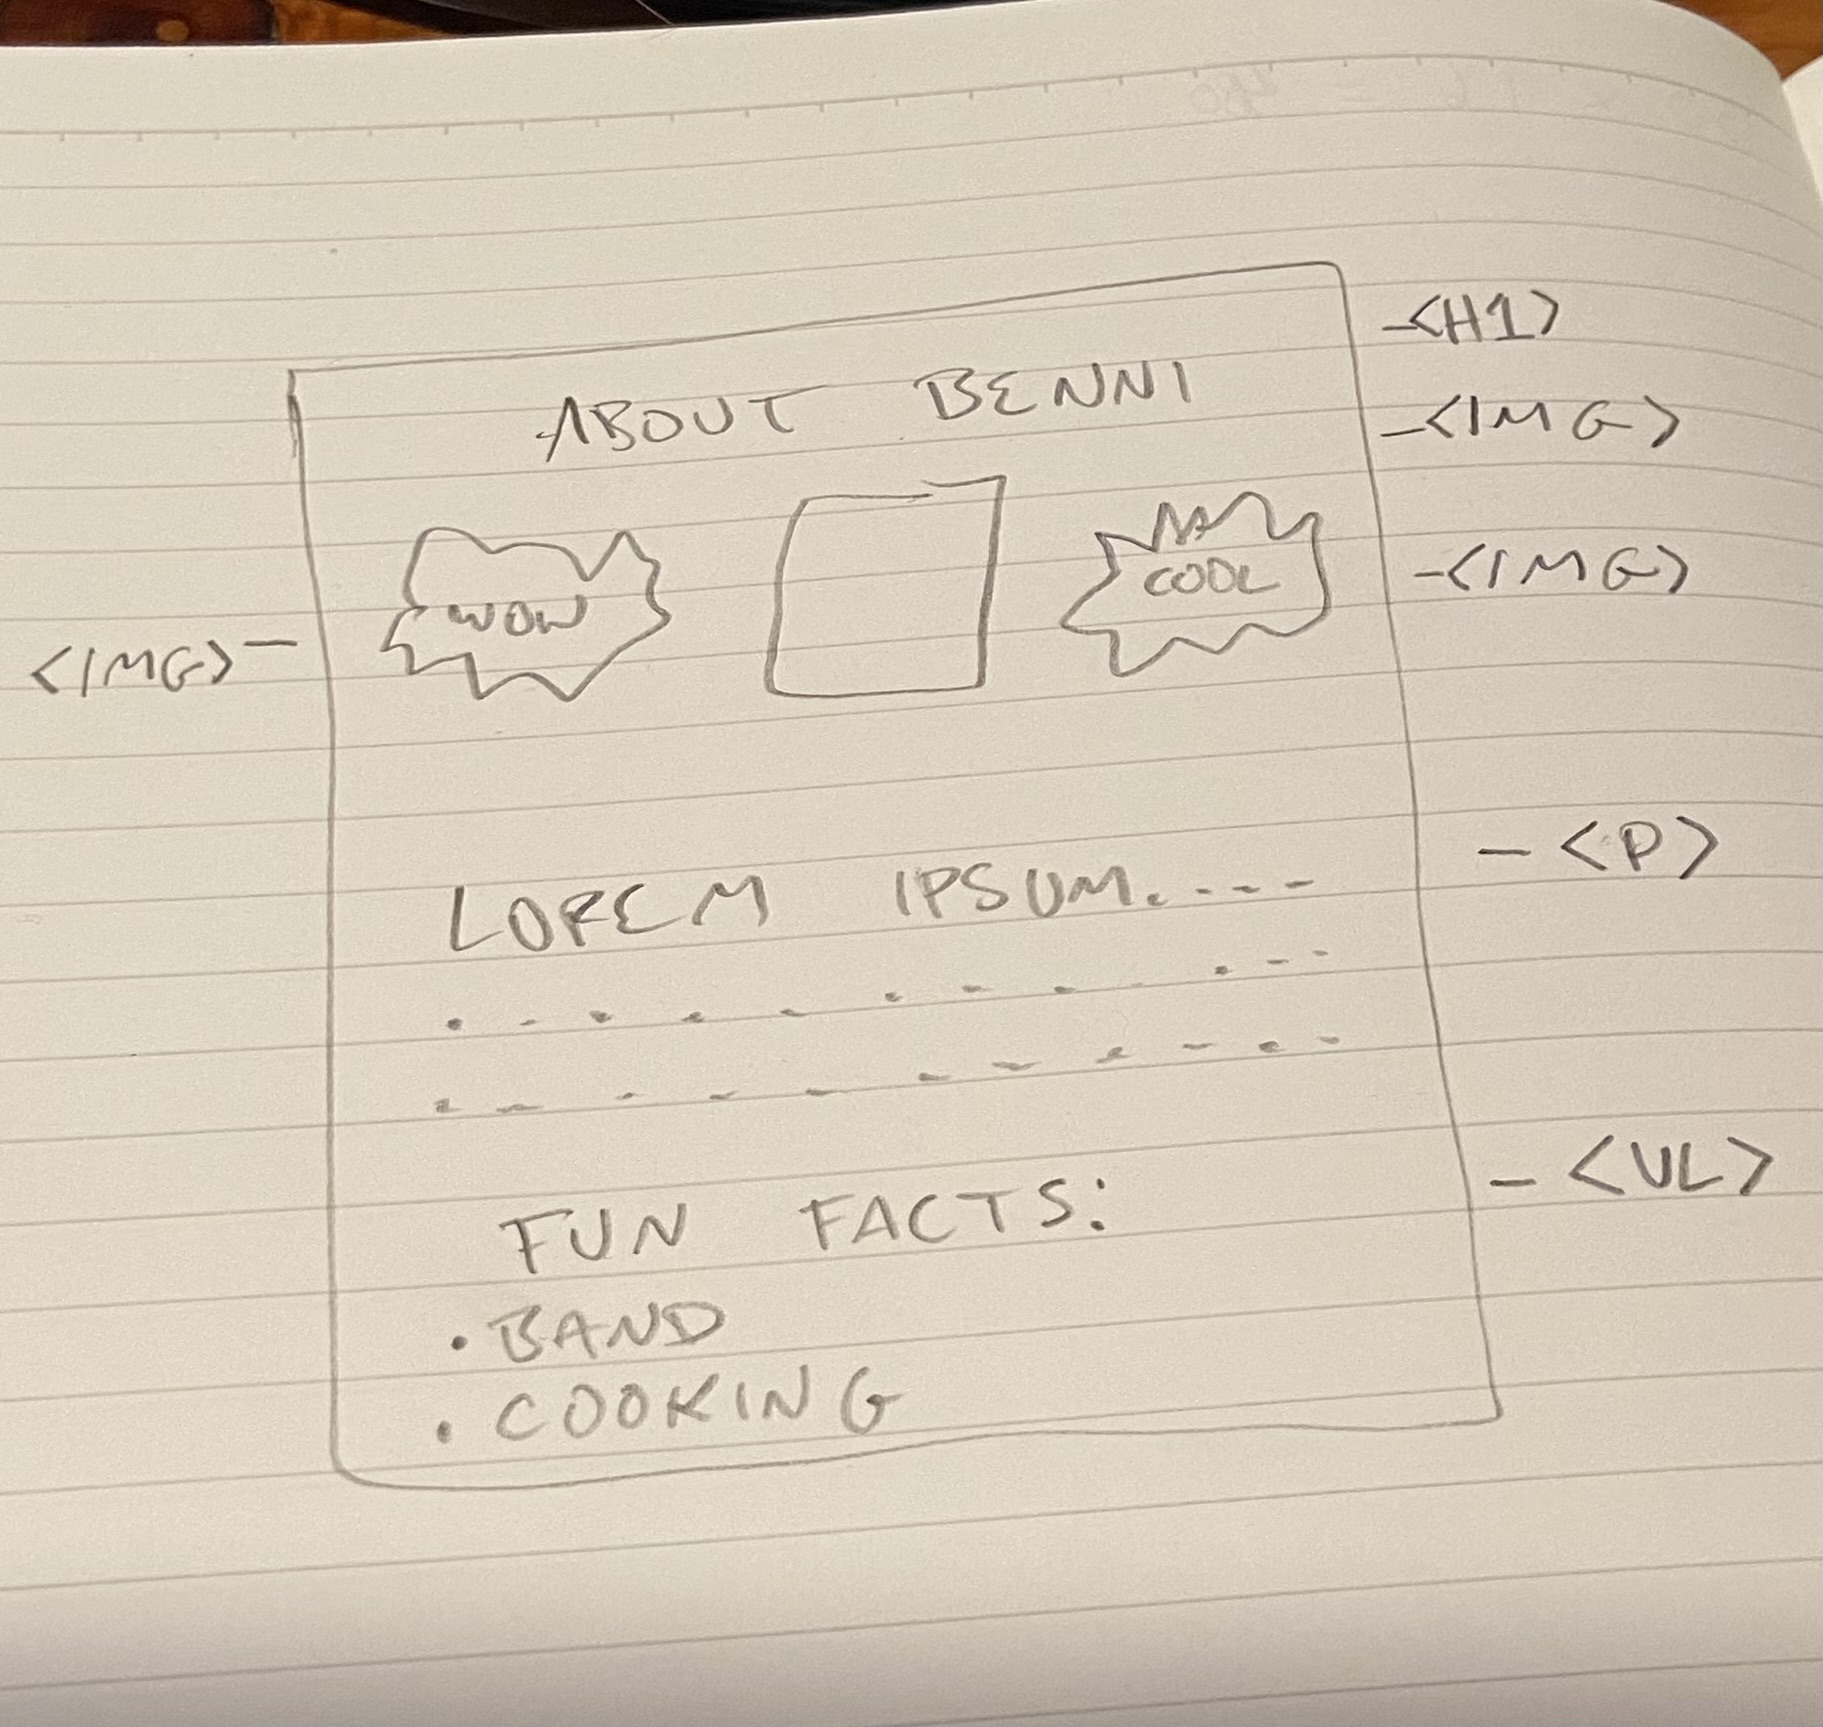 -<H1>
ABOUT BENNI
-<IMG>
<IMG>- WOW COOL -<IMG>
LOREM IPSUM.... -<P>
FUN FACTS: -<UL>
• BAND
• COOKING